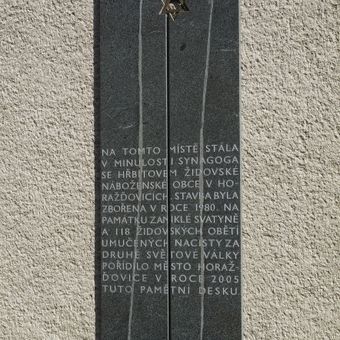 NA TOMTO MÍSTĚ STÁLA
V MINULOSTI SYNAGOGA
SE HŘBITOVEM ŽIDOVSKÉ
NÁBOŽENSKÉ OBCE V HO-
RAŽĎOVICÍCH. STAVBA BYLA
ZBOŘENA V ROCE 1980. NA
PAMÁTKU ZANIKLÉ SVATYNĚ
A 118 ŽIDOVSKÝCH OBĚTÍ
UMUČENÝCH NACISTY ZA
DRUHÉ SVĚTOVÉ VÁLKY
POŘÍDILO MĚSTO HORAŽ-
ĎOVICE V ROCE 2005
TUTO PAMĚTNÍ DESKU